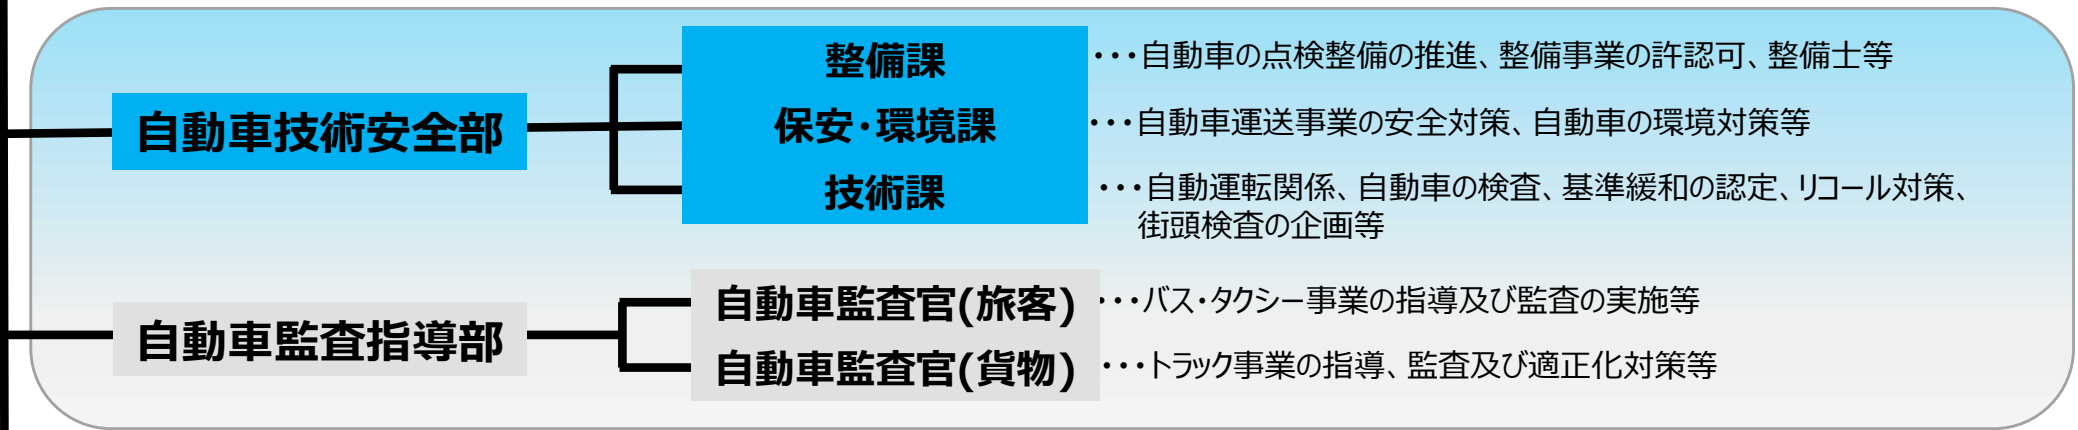 自動車技術安全部
整備課
・・・自動車の点検整備の推進、整備事業の許認可、整備士等
保安・環境課
・・・自動車運送事業の安全対策、自動車の環境対策等
技術課
・・・自動運転関係、自動車の検査、基準緩和の認定、リコール対策、
街頭検査の企画等
自動車監査指導部
自動車監査官(旅客)
・・・バス・タクシー事業の指導及び監査の実施等
自動車監査官(貨物)
・・・トラック事業の指導、監査及び適正化対策等